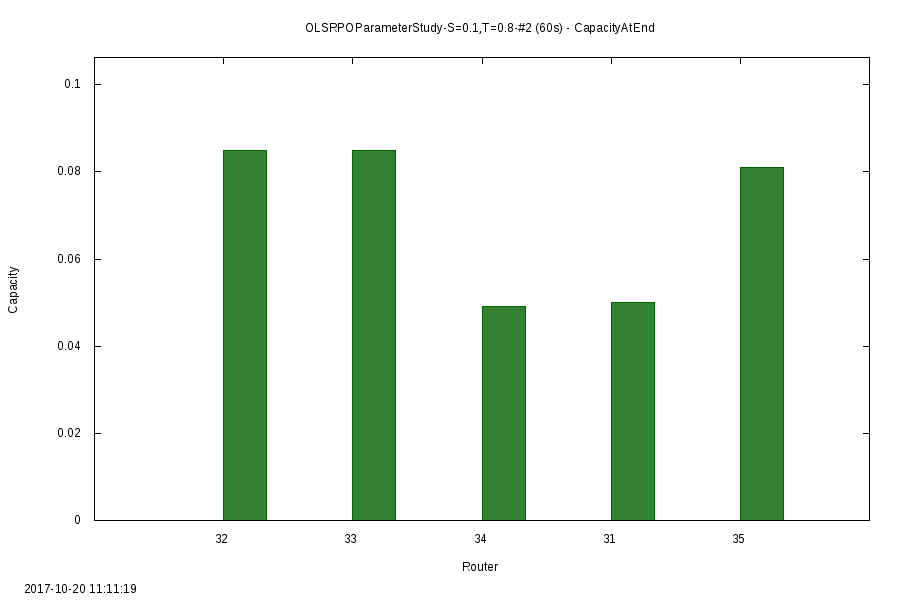 OLSRPOParameterStudy-S=0.1,T=0.8-#2 (60s) - CapacityAtEnd
0.1
0.08
0.06
0.04
0.02
0
Capacity
32 33 34 31 35
Router
2017-10-20 11:11:19